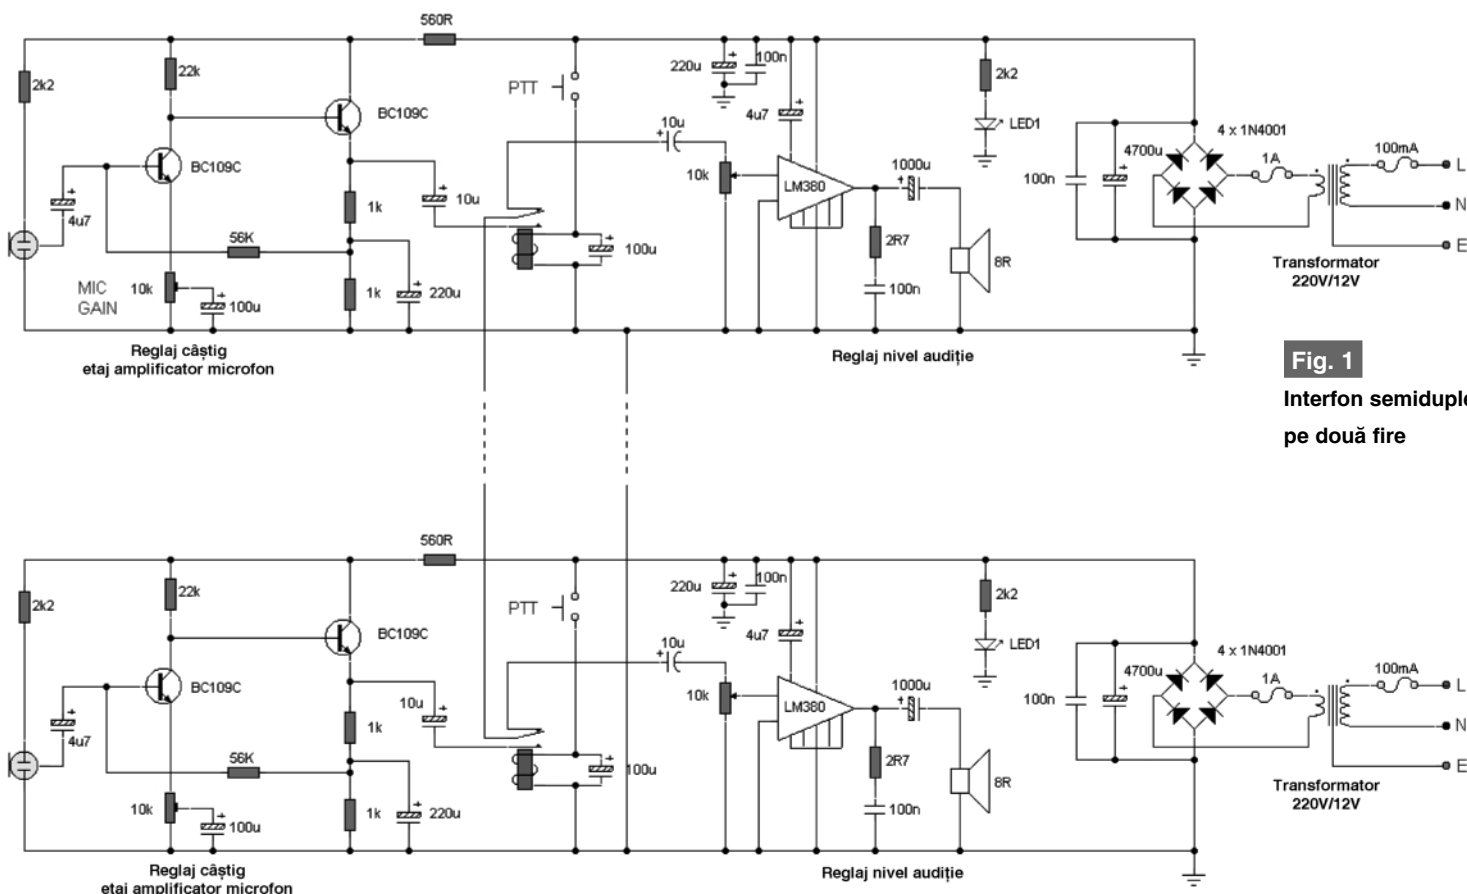 560R
2k2
22k
BC109C
BC109C
4u7
56K
1k
10u
MIC
GAIN
10k
100u
1k
220u
PTT
100u
10u
10k
220u
100n
4u7
LM380
1000u
2R7
100n
8R
2k2
LED1
100n
4700u
4 x 1N4001
1A
100mA
L
N
E
Transformator
220V/12V
Reglaj câștig
etaj amplificator microfon
Reglaj nivel audiție
Fig. 1
Interfon semiduple
pe două fire
560R
2k2
22k
BC109C
BC109C
4u7
56K
1k
10u
10k
100u
1k
220u
PTT
100u
10u
10k
220u
100n
4u7
LM380
1000u
2R7
100n
8R
2k2
LED1
100n
4700u
4 x 1N4001
1A
100mA
L
N
E
Transformator
220V/12V
Reglaj câștig
etaj amplificator microfon
Reglaj nivel audiție